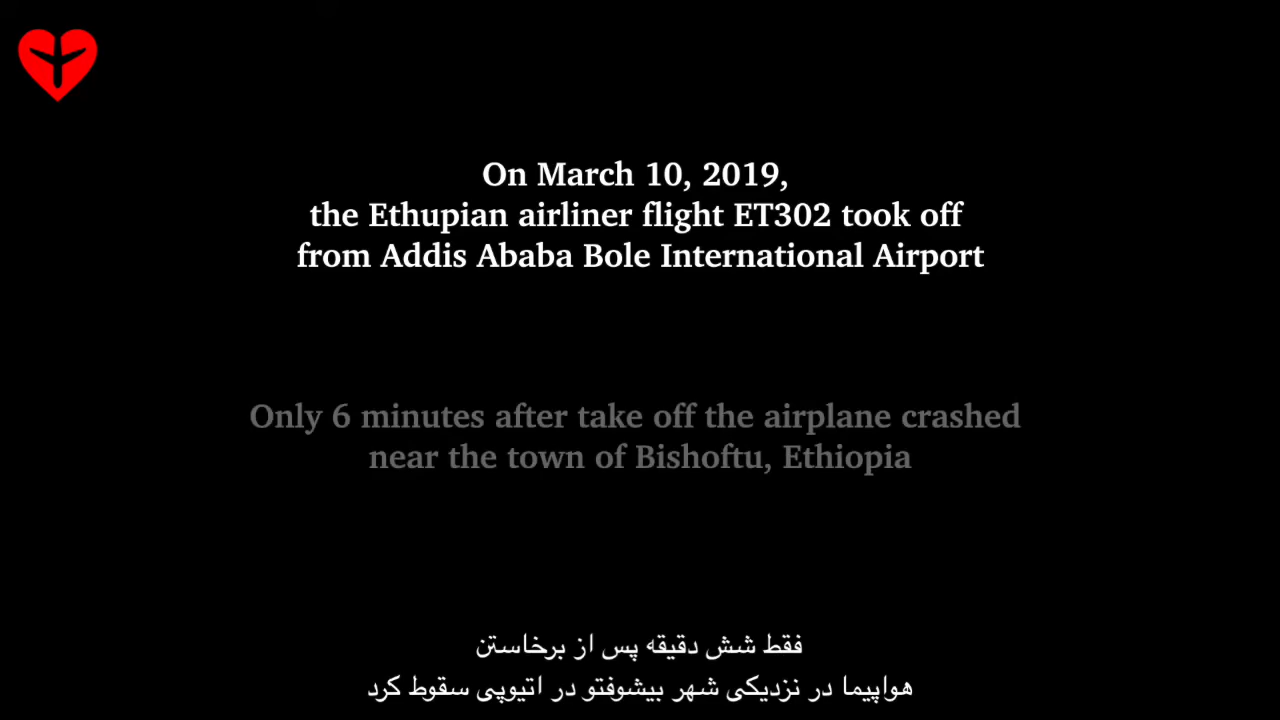 On March 10, 2019,
the Ethupian airliner flight ET302 took off
from Addis Ababa Bole International Airport
Only 6 minutes after take off the airplane crashed
near the town of Bishoftu, Ethiopia
فقط شش دقیقه پس از برخاستن
هواپیما در نزدیکی شهر بیشوفتو در اتیوپی سقوط کرد